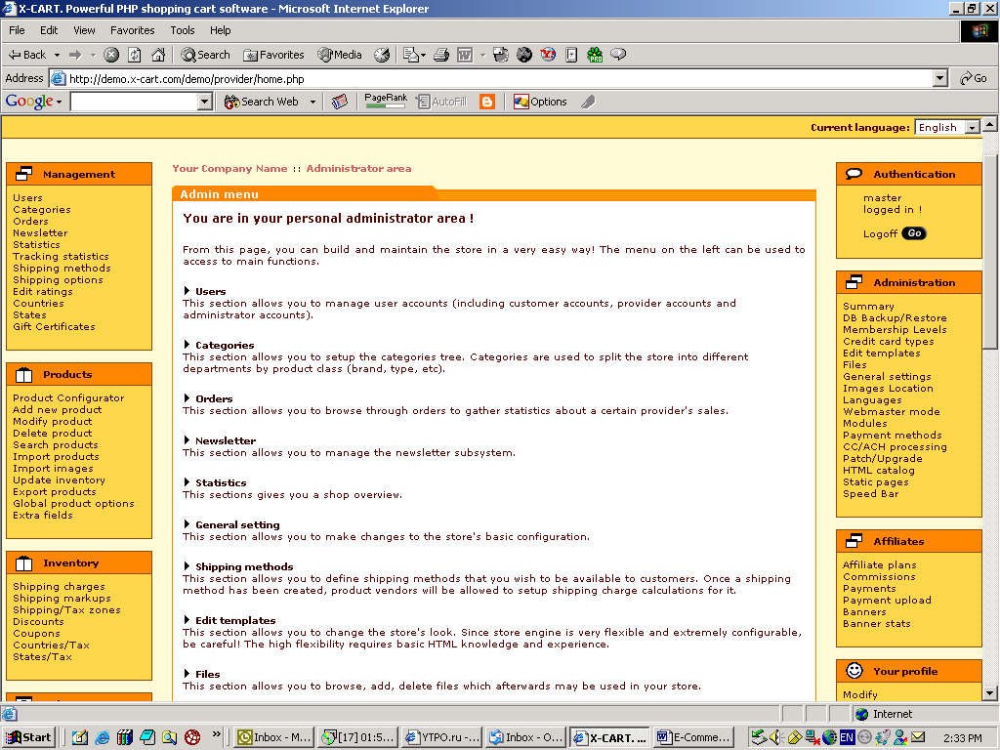 X-CART. Powerful PHP shopping cart software - Microsoft Internet Explorer
File Edit View Favorites Tools Help
Back Search Favorites Media
Address http://demo.x-cart.com/demo/provider/home.php Go
Google Search Web PageRank AutoFill Options
Current language: English
Management
Users
Categories
Orders
Newsletter
Statistics
Tracking statistics
Shipping methods
Shipping options
Edit ratings
Countries
States
Gift Certificates
Products
Product Configurator
Add new product
Modify product
Delete product
Search products
Import products
Import images
Update inventory
Export products
Global product options
Extra fields
Inventory
Shipping charges
Shipping markups
Shipping/Tax zones
Discounts
Coupons
Countries/Tax
States/Tax
Your Company Name :: Administrator area
Admin menu
You are in your personal administrator area !
From this page, you can build and maintain the store in a very easy way! The menu on the left can be used to
access to main functions.
Users
This section allows you to manage user accounts (including customer accounts, provider accounts and
administrator accounts).
Categories
This section allows you to setup the categories tree. Categories are used to split the store into different
departments by product class (brand, type, etc).
Orders
This section allows you to browse through orders to gather statistics about a certain provider's sales.
Newsletter
This section allows you to manage the newsletter subsystem.
Statistics
This sections gives you a shop overview.
General setting
This section allows you to make changes to the store's basic configuration.
Shipping methods
This section allows you to define shipping methods that you wish to be available to customers. Once a shipping
method has been created, product vendors will be allowed to setup shipping charge calculations for it.
Edit templates
This section allows you to change the store's look. Since store engine is very flexible and extremely configurable,
be careful! The high flexibility requires basic HTML knowledge and experience.
Files
This section allows you to browse, add, delete files which afterwards may be used in your store.
Authentication
master
logged in !
Logoff Go
Administration
Summary
DB Backup/Restore
Membership Levels
Credit card types
Edit templates
Files
General settings
Images Location
Languages
Webmaster mode
Modules
Payment methods
CC/ACH processing
Patch/Upgrade
HTML catalog
Static pages
Speed Bar
Affiliates
Affiliate plans
Commissions
Payments
Payment upload
Banners
Banner stats
Your profile
Modify
Internet
Start » Inbox - M... [17] 01:5... YTPO.ru -... Inbox - O... X-CART. ... E-Comme... EN 2:33 PM